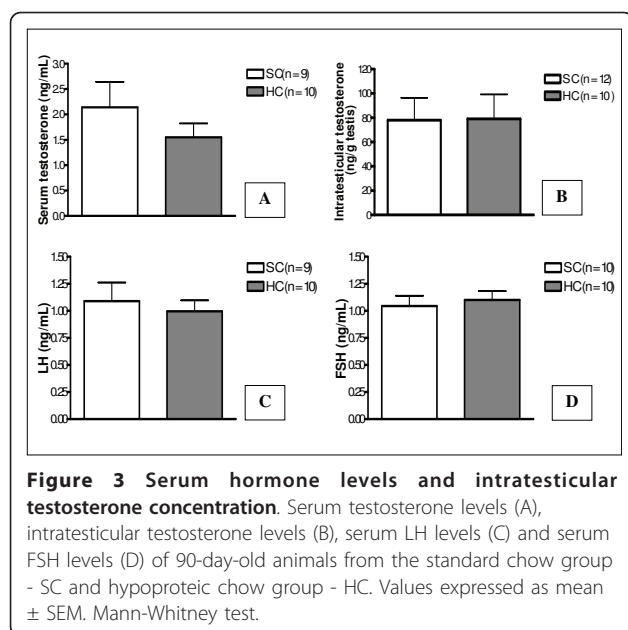 Serum testosterone (ng/mL)
3.0
2.5
2.0
1.5
1.0
0.5
0.0
SC(n=9)
HC(n=10)
A
Intratesticular testosterone
(ng/g testis)
120
100
80
60
40
20
0
SC(n=12)
HC(n=10)
B
LH (ng/mL)
1.50
1.25
1.00
0.75
0.50
0.25
0.00
SC(n=9)
HC(n=10)
C
FSH (ng/mL)
1.50
1.25
1.00
0.75
0.50
0.25
0.00
SC(n=10)
HC(n=10)
D
Figure 3 Serum hormone levels and intratesticular
testosterone concentration. Serum testosterone levels (A),
intratesticular testosterone levels (B), serum LH levels (C) and serum
FSH levels (D) of 90-day-old animals from the standard chow group
- SC and hypoproteic chow group - HC. Values expressed as mean
± SEM. Mann-Whitney test.